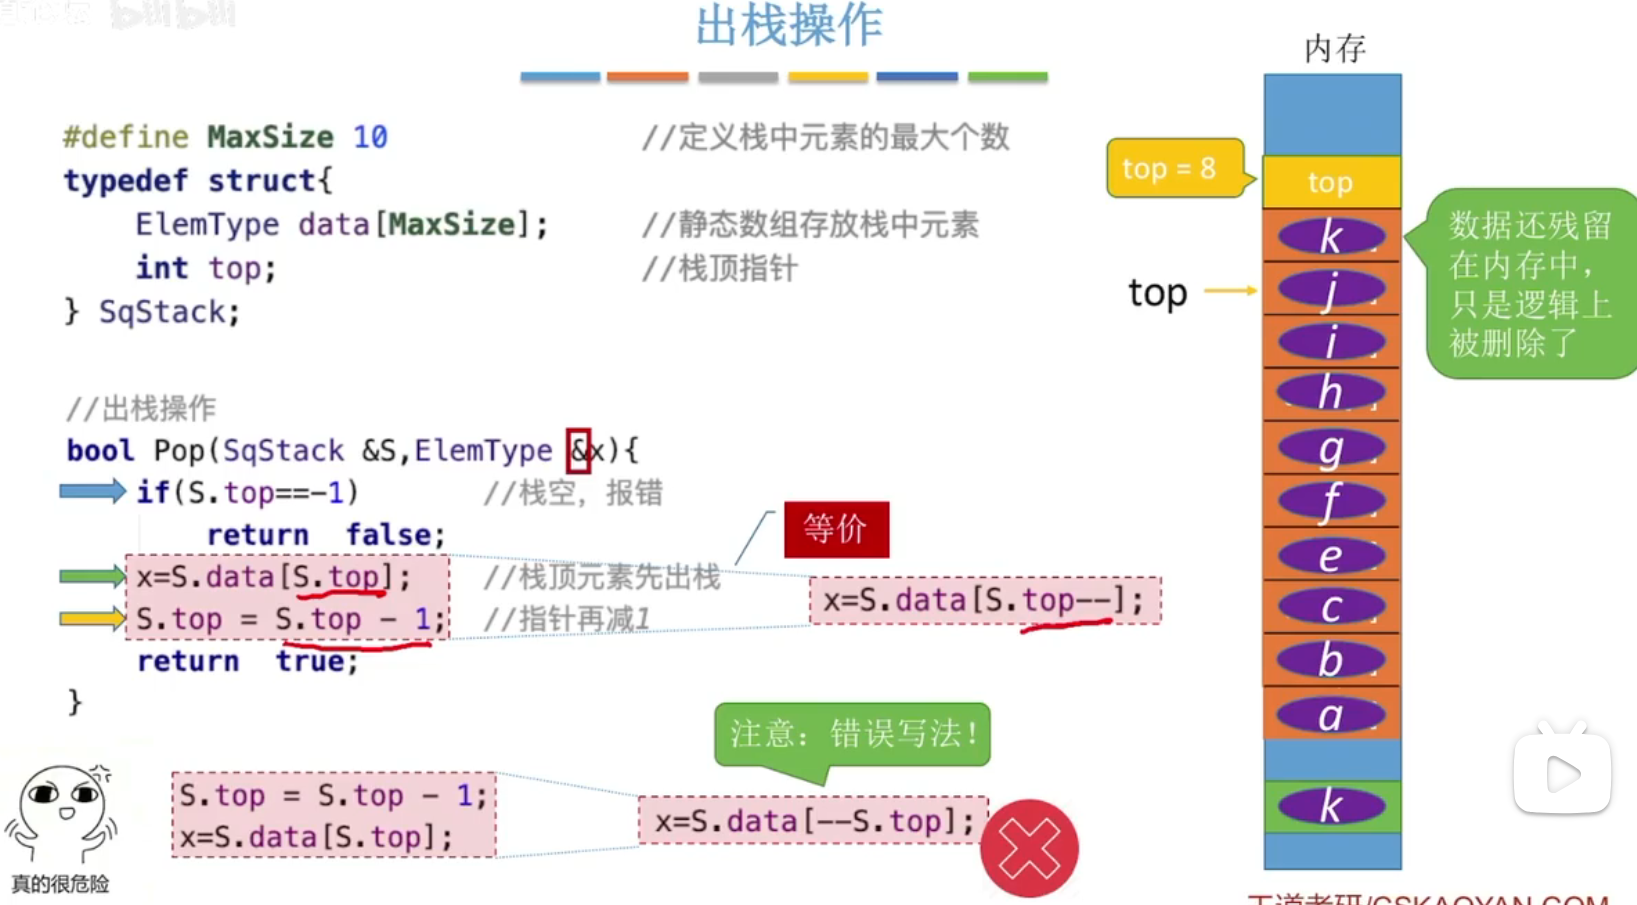 bilibili
出栈操作
内存
#define MaxSize 10 //定义栈中元素的最大个数
typedef struct{
ElemType data[MaxSize]; //静态数组存放栈中元素
int top; //栈顶指针
} SqStack;
//出栈操作
bool Pop(SqStack &S,ElemType &x){
if(S.top==-1) //栈空，报错
return false;
x=S.data[S.top]; //栈顶元素先出栈
S.top = S.top - 1; //指针再减1
return true;
}
等价
x=S.data[S.top--];
注意：错误写法！
S.top = S.top - 1;
x=S.data[S.top];
x=S.data[--S.top];
真的很危险
top = 8
top
top
k
j
i
h
g
f
e
c
b
a
k
数据还残留
在内存中，
只是逻辑上
被删除了